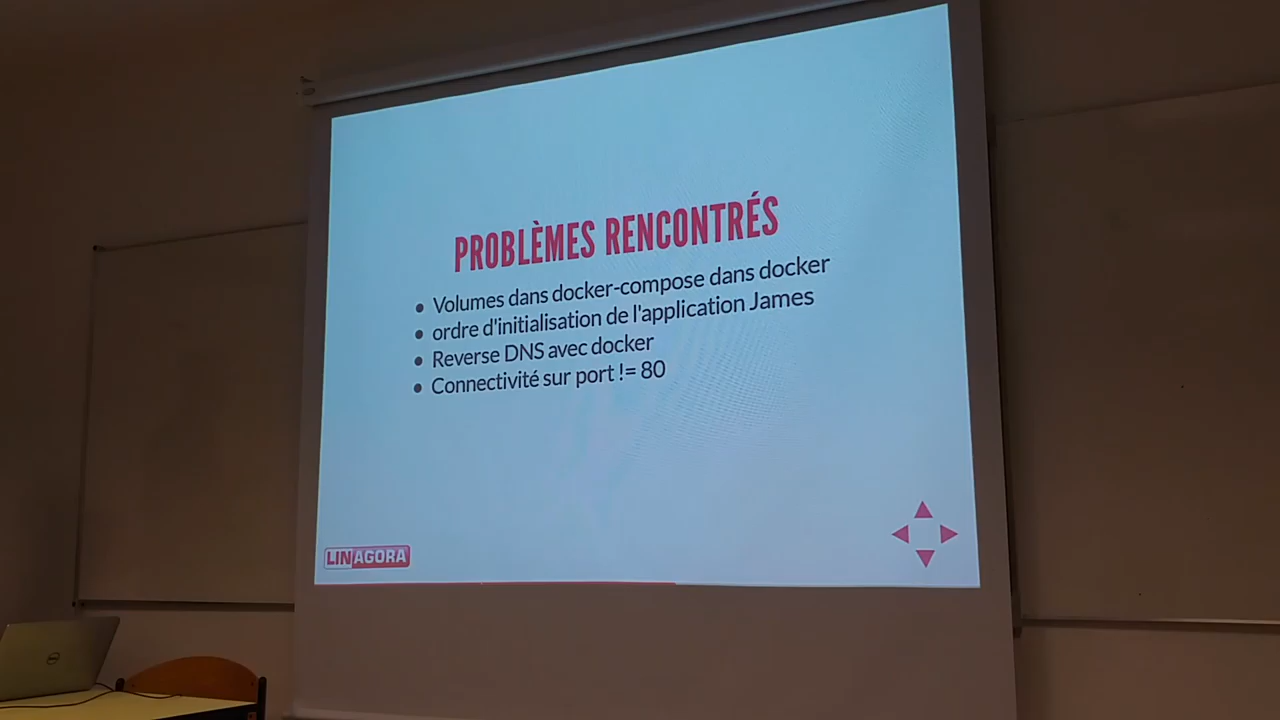 PROBLÈMES RENCONTRÉS
Volumes dans docker-compose dans docker
ordre d'initialisation de l'application James
Reverse DNS avec docker
Connectivité sur port != 80
LINAGORA
DELL